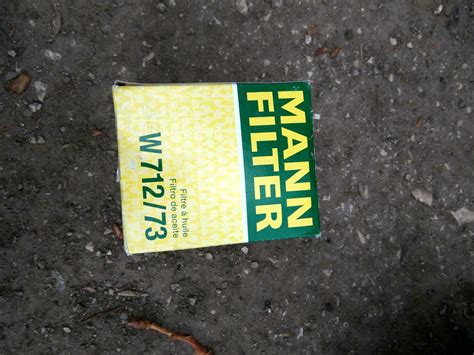 MANN
FILTER
Filtre à huile
Filtro de aceite
W 712/73